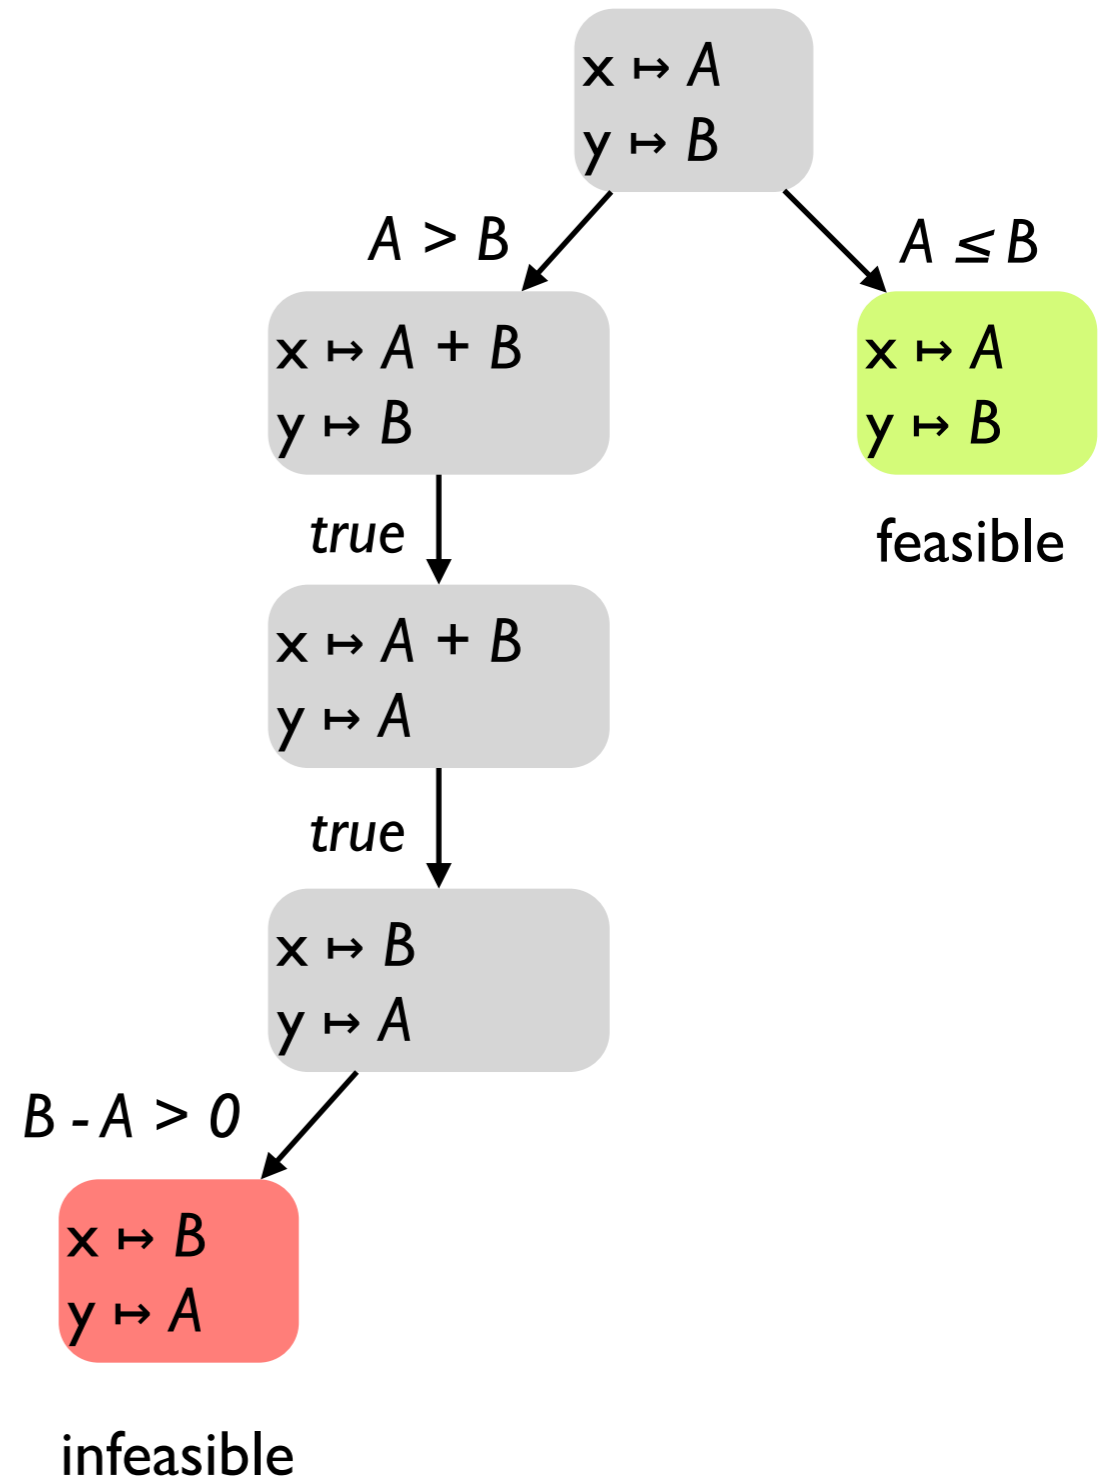 x ↦ A
y ↦ B
A > B
A ≤ B
x ↦ A + B
y ↦ B
x ↦ A
y ↦ B
feasible
true
x ↦ A + B
y ↦ A
true
x ↦ B
y ↦ A
B - A > 0
x ↦ B
y ↦ A
infeasible